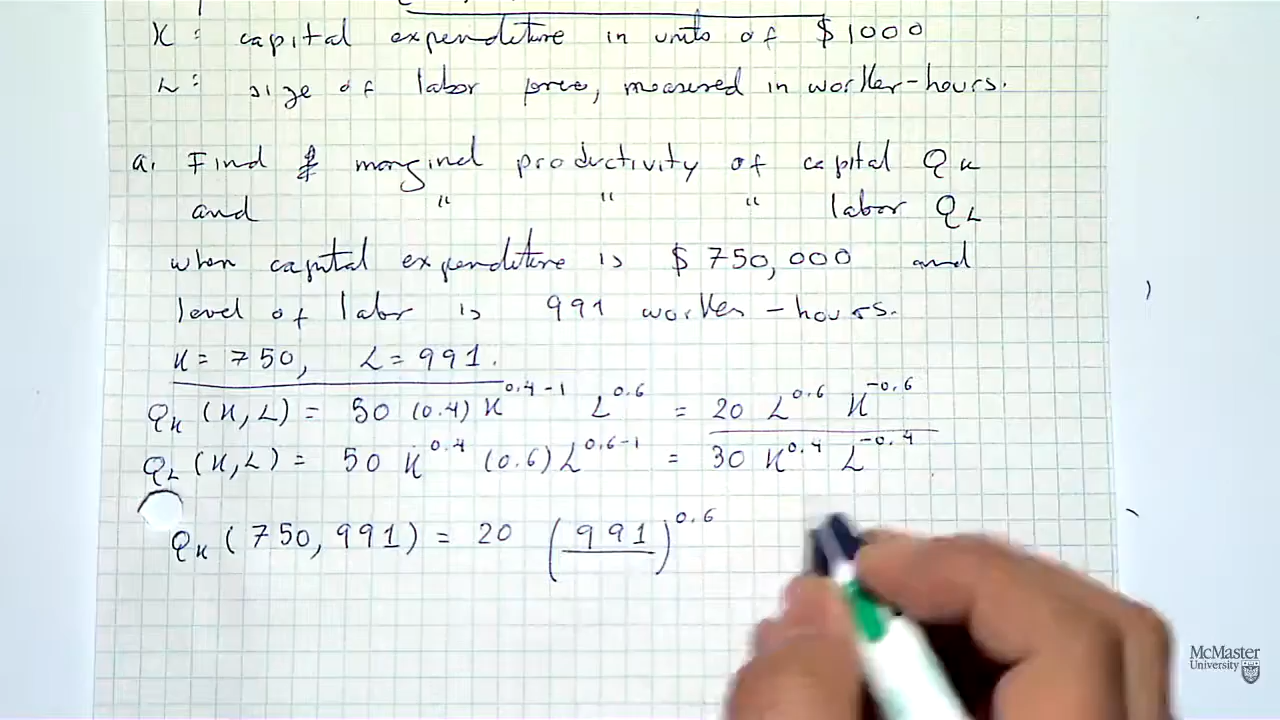 K: capital expenditure in units of $1000
L: size of labor force, measured in worker-hours.
a. Find marginal productivity of capital QK
and " " " labor QL
when capital expenditure is $750,000 and
level of labor is 991 worker-hours.
K = 750, L = 991.
QK (K, L) = 50 (0.4) K^0.4-1 L^0.6 = 20 L^0.6 K^-0.6
QL (K, L) = 50 K^0.4 (0.6) L^0.6-1 = 30 K^0.4 L^-0.4
QK (750, 991) = 20 (991)^0.6
McMaster
University